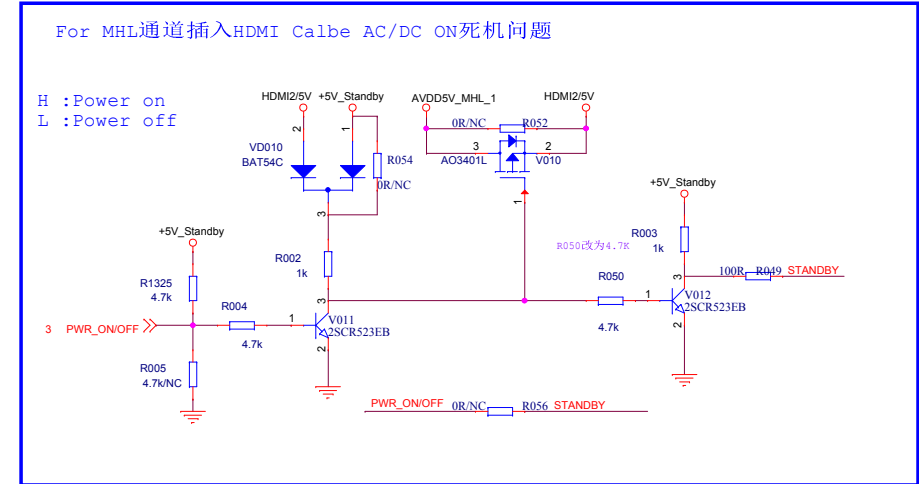 For MHL通道插入HDMI Calbe AC/DC ON死机问题
H :Power on
L :Power off
HDMI2/5V
+5V_Standby
AVDD5V_MHL_1
HDMI2/5V
2
1
0R/NC
R052
VD010
BAT54C
R054
0R/NC
3
2
AO3401L
V010
1
3
+5V_Standby
+5V_Standby
R002
1k
R050改为4.7K
R003
1k
R1325
4.7k
R004
4.7k
3
1
V011
2SCR523EB
2
R050
4.7k
3
100R
R049
STANDBY
1
V012
2SCR523EB
2
3
PWR_ON/OFF
R005
4.7k/NC
PWR_ON/OFF
0R/NC
R056
STANDBY